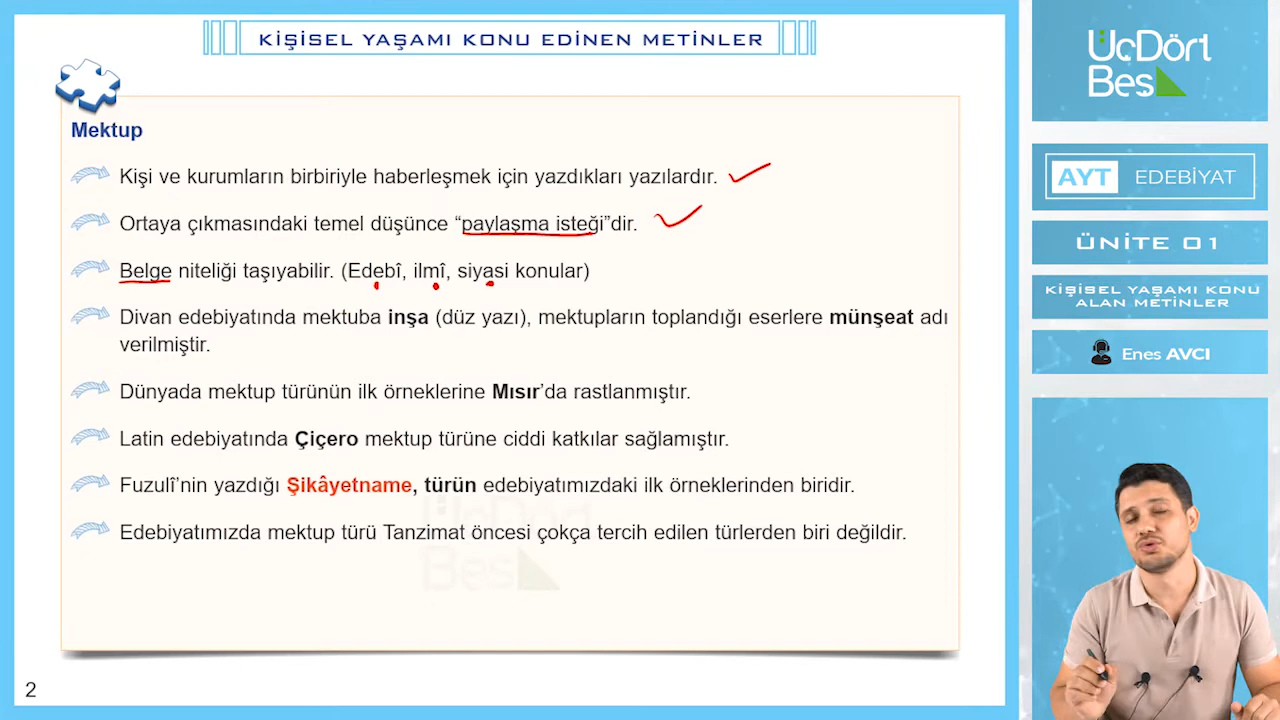 KİŞİSEL YAŞAMI KONU EDİNEN METİNLER
Mektup
Kişi ve kurumların birbiriyle haberleşmek için yazdıkları yazılardır.
Ortaya çıkmasındaki temel düşünce “paylaşma isteği”dir.
Belge niteliği taşıyabilir. (Edebî, ilmî, siyasi konular)
Divan edebiyatında mektuba inşa (düz yazı), mektupların toplandığı eserlere münşeat adı
verilmiştir.
Dünyada mektup türünün ilk örneklerine Mısır’da rastlanmıştır.
Latin edebiyatında Çiçero mektup türüne ciddi katkılar sağlamıştır.
Fuzulî’nin yazdığı Şikâyetname, türün edebiyatımızdaki ilk örneklerinden biridir.
Edebiyatımızda mektup türü Tanzimat öncesi çokça tercih edilen türlerden biri değildir.
2
ÜçDört
Beş
AYT EDEBİYAT
ÜNİTE 01
KİŞİSEL YAŞAMI KONU
ALAN METİNLER
Enes AVCI